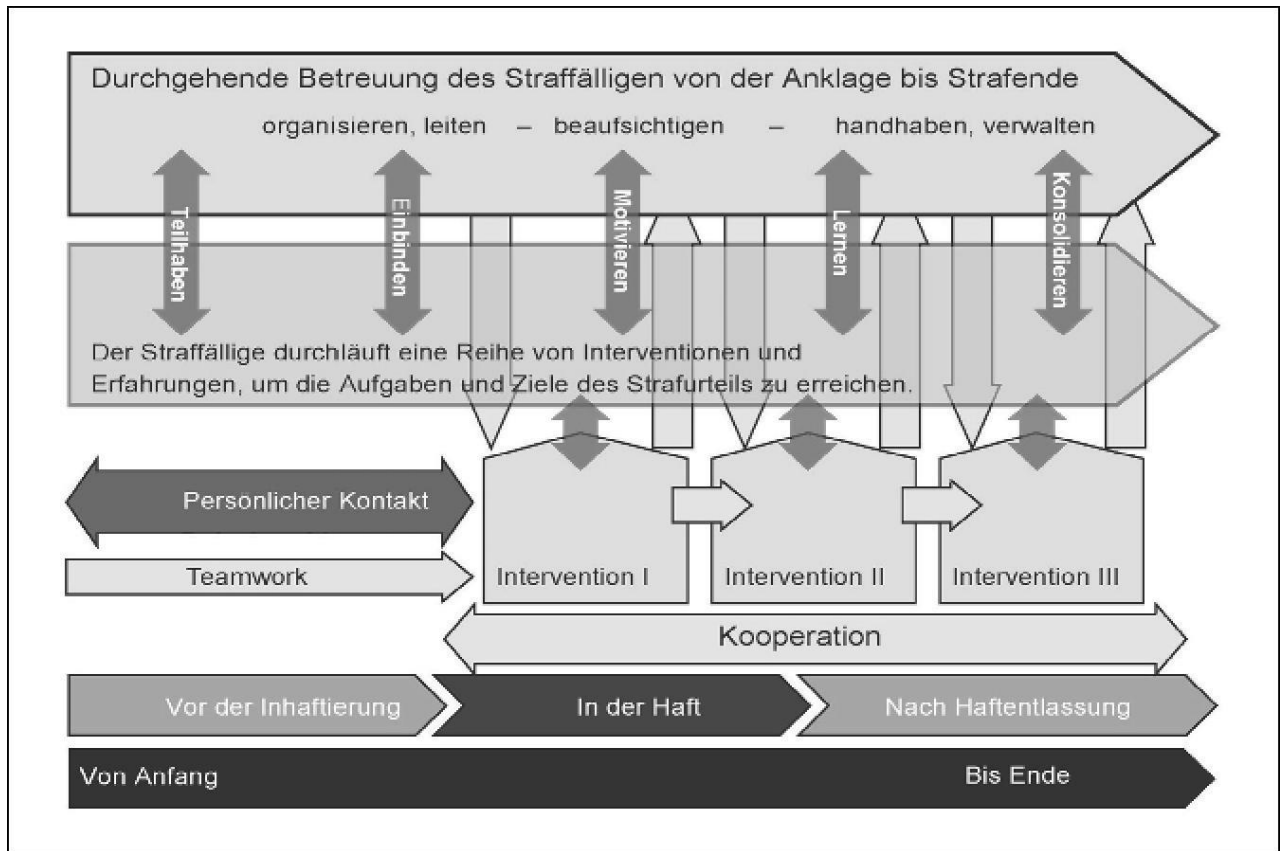 Durchgehende Betreuung des Straffälligen von der Anklage bis Strafende
organisieren, leiten – beaufsichtigen – handhaben, verwalten
Teilhaben
Einbinden
Motivieren
Lernen
Konsolidieren
Der Straffällige durchläuft eine Reihe von Interventionen und
Erfahrungen, um die Aufgaben und Ziele des Strafurteils zu erreichen.
Persönlicher Kontakt
Teamwork
Intervention I
Intervention II
Intervention III
Kooperation
Vor der Inhaftierung
In der Haft
Nach Haftentlassung
Von Anfang
Bis Ende